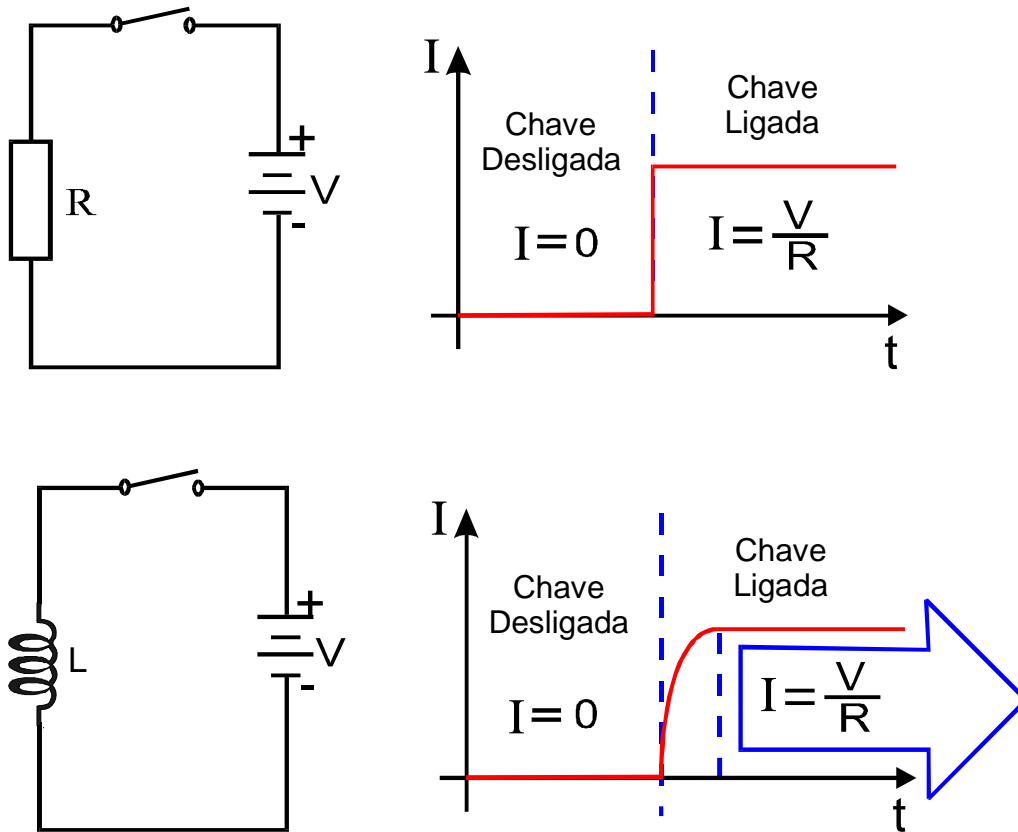 I
Chave
Desligada
Chave
Ligada
+
R
V
-
I = 0
I = V/R
t
I
Chave
Desligada
Chave
Ligada
+
L
V
-
I = 0
I = V/R
t